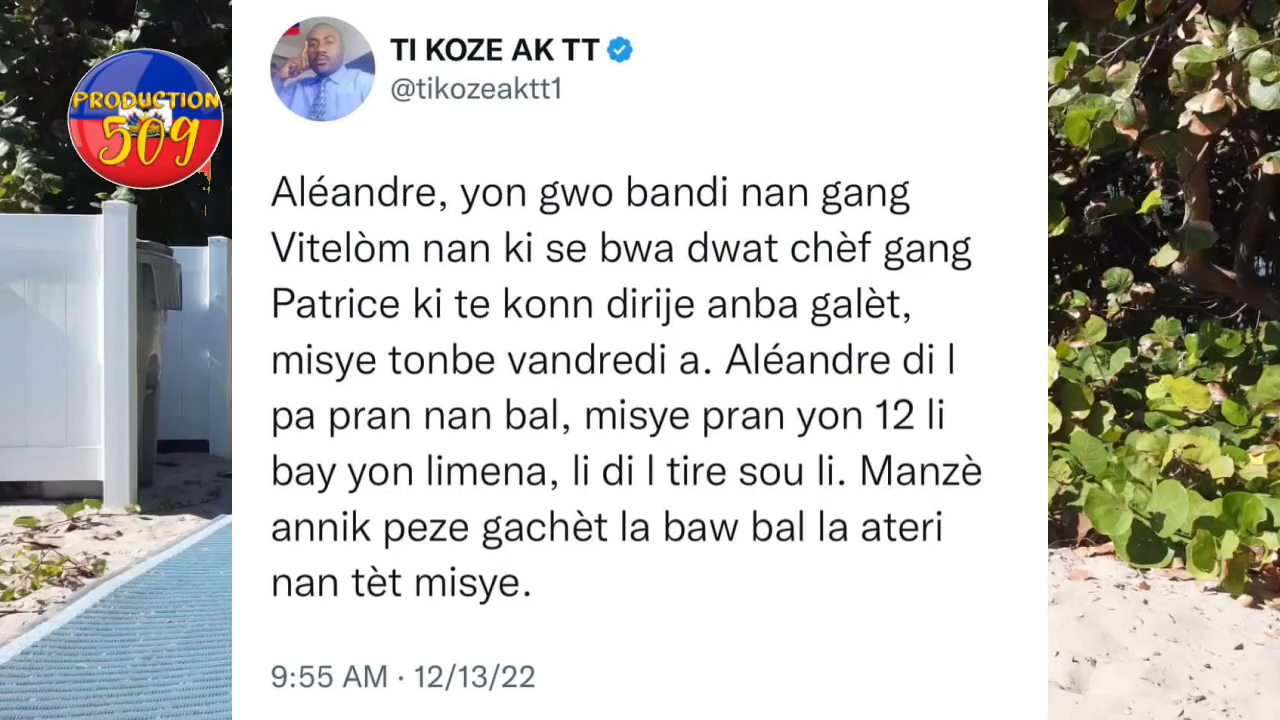 PRODUCTION
509
TI KOZE AK TT
@tikozeaktt1
Aléandre, yon gwo bandi nan gang
Vitelòm nan ki se bwa dwat chèf gang
Patrice ki te konn dirije anba galèt,
misye tonbe vandredi a. Aléandre di l
pa pran nan bal, misye pran yon 12 li
bay yon limena, li di l tire sou li. Manzè
annik peze gachèt la baw bal la ateri
nan tèt misye.
9:55 AM · 12/13/22